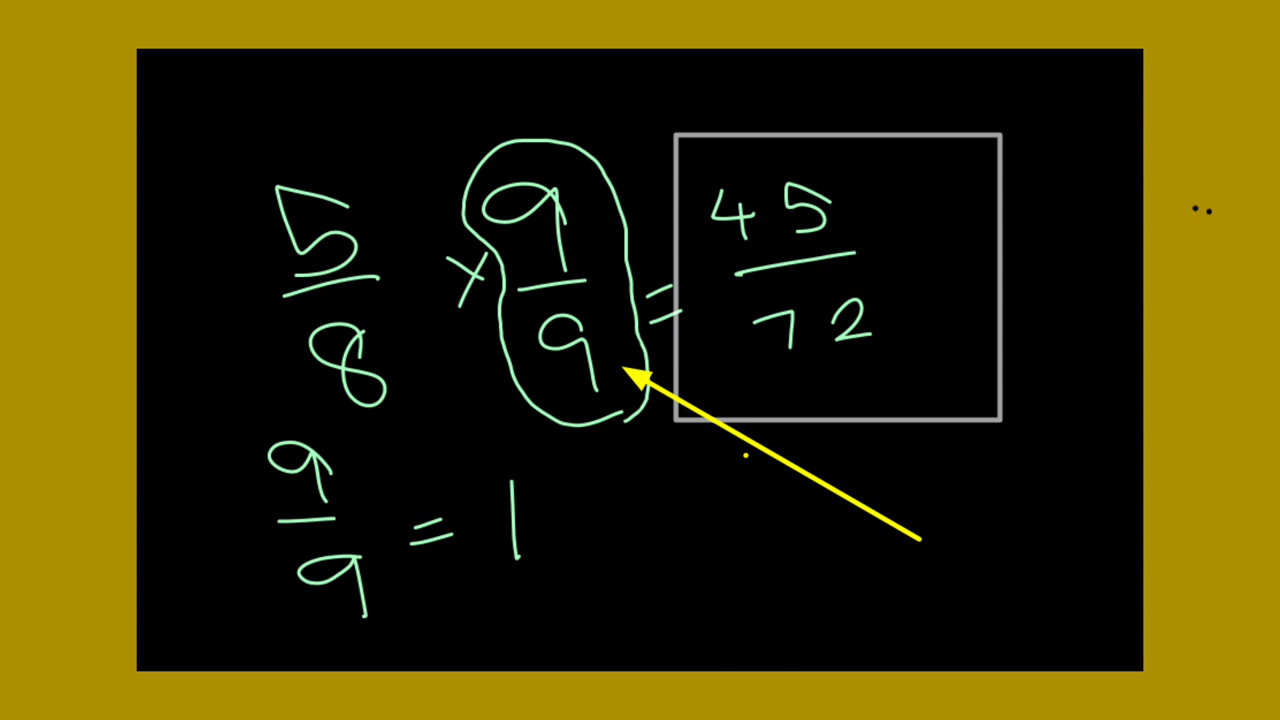 5/8 × 9/9 = 45/72
9/9 = 1